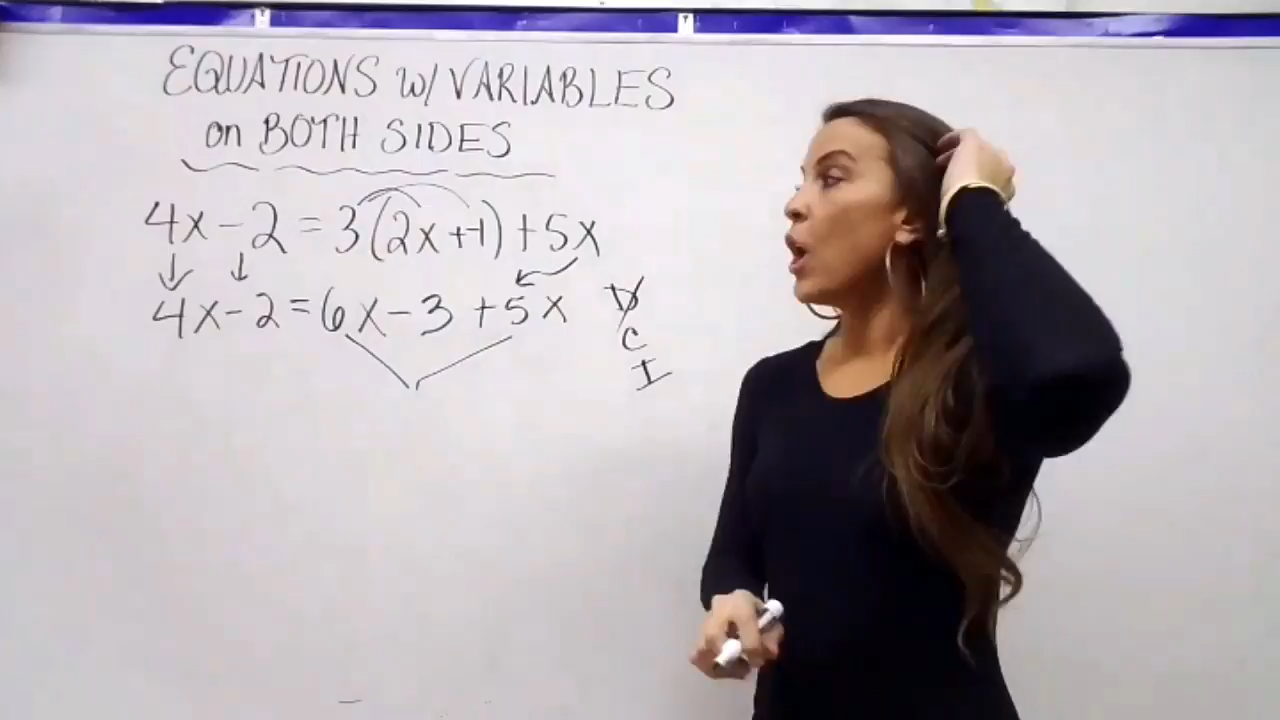 EQUATIONS w/ VARIABLES
on BOTH SIDES
4x - 2 = 3(2x + -1) + 5x
4x - 2 = 6x - 3 + 5x
D
C
I